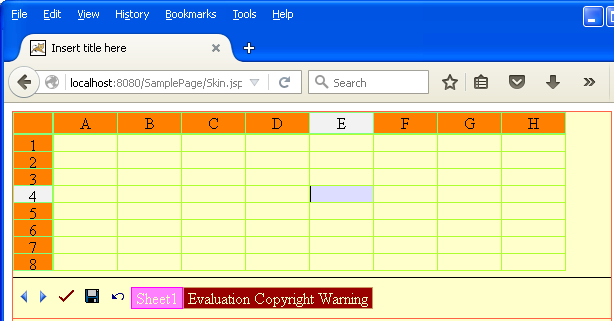 File Edit View History Bookmarks Tools Help
Insert title here
localhost:8080/SamplePage/Skin.jsp Search
A B C D E F G H
1
2
3
4
5
6
7
8
Sheet1 Evaluation Copyright Warning